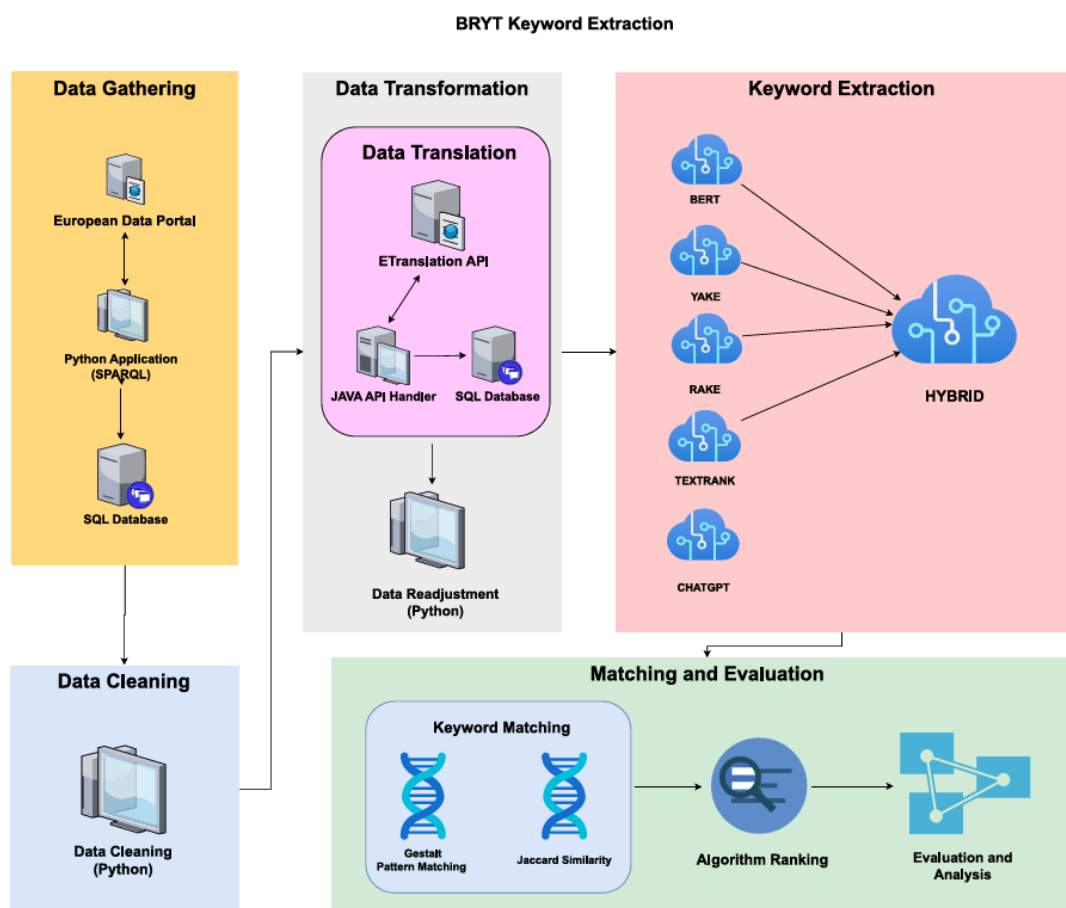 BRYT Keyword Extraction
Data Gathering
European Data Portal
Python Application
(SPARQL)
SQL Database
Data Cleaning
Data Cleaning
(Python)
Data Transformation
Data Translation
ETranslation API
JAVA API Handler
SQL Database
Data Readjustment
(Python)
Keyword Extraction
BERT
YAKE
RAKE
TEXTRANK
CHATGPT
HYBRID
Matching and Evaluation
Keyword Matching
Gestalt
Pattern Matching
Jaccard Similarity
Algorithm Ranking
Evaluation and
Analysis